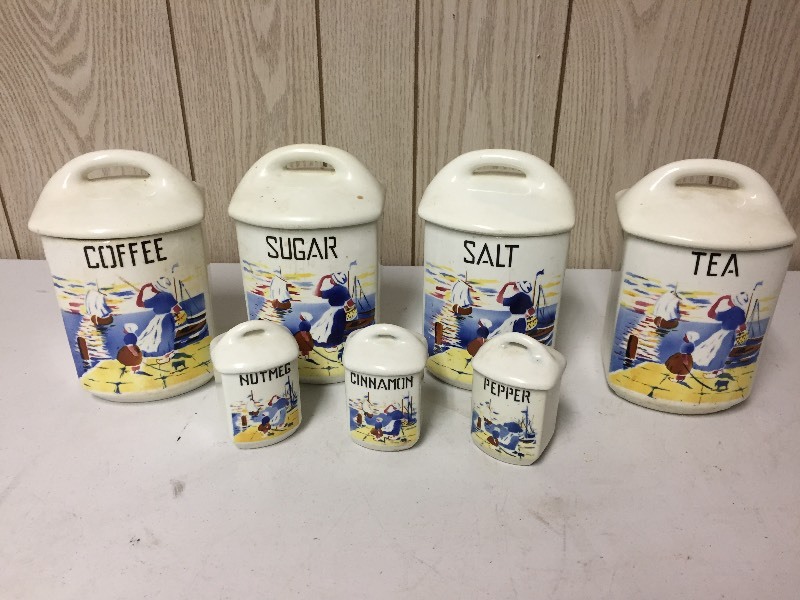 COFFEE
SUGAR
SALT
TEA
NUTMEG
CINNAMON
PEPPER